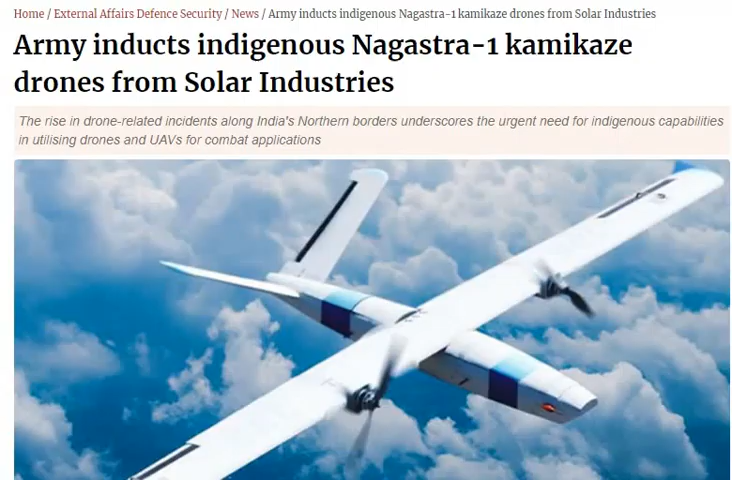 Home / External Affairs Defence Security / News / Army inducts indigenous Nagastra-1 kamikaze drones from Solar Industries
Army inducts indigenous Nagastra-1 kamikaze
drones from Solar Industries
The rise in drone-related incidents along India's Northern borders underscores the urgent need for indigenous capabilities
in utilising drones and UAVs for combat applications